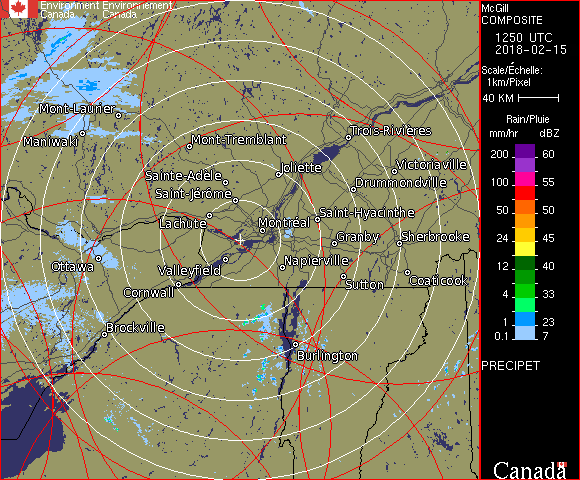 Environment Environnement
Canada Canada
McGill
COMPOSITE
1250 UTC
2018-02-15
Scale/Échelle:
1km/Pixel
40 KM
Rain/Pluie
mm/hr dBZ
200 60
100 55
50 50
24 45
12 40
4 33
1 23
0.1 7
PRECIPET
Canada
Mont-Laurier
Maniwaki
Mont-Tremblant
Trois-Rivières
Joliette
Victoriaville
Sainte-Adèle
Drummondville
Saint-Jérôme
Lachute
Montréal
Saint-Hyacinthe
Granby
Sherbrooke
Ottawa
Valleyfield
Napierville
Cornwall
Sutton
Coaticook
Brockville
Burlington